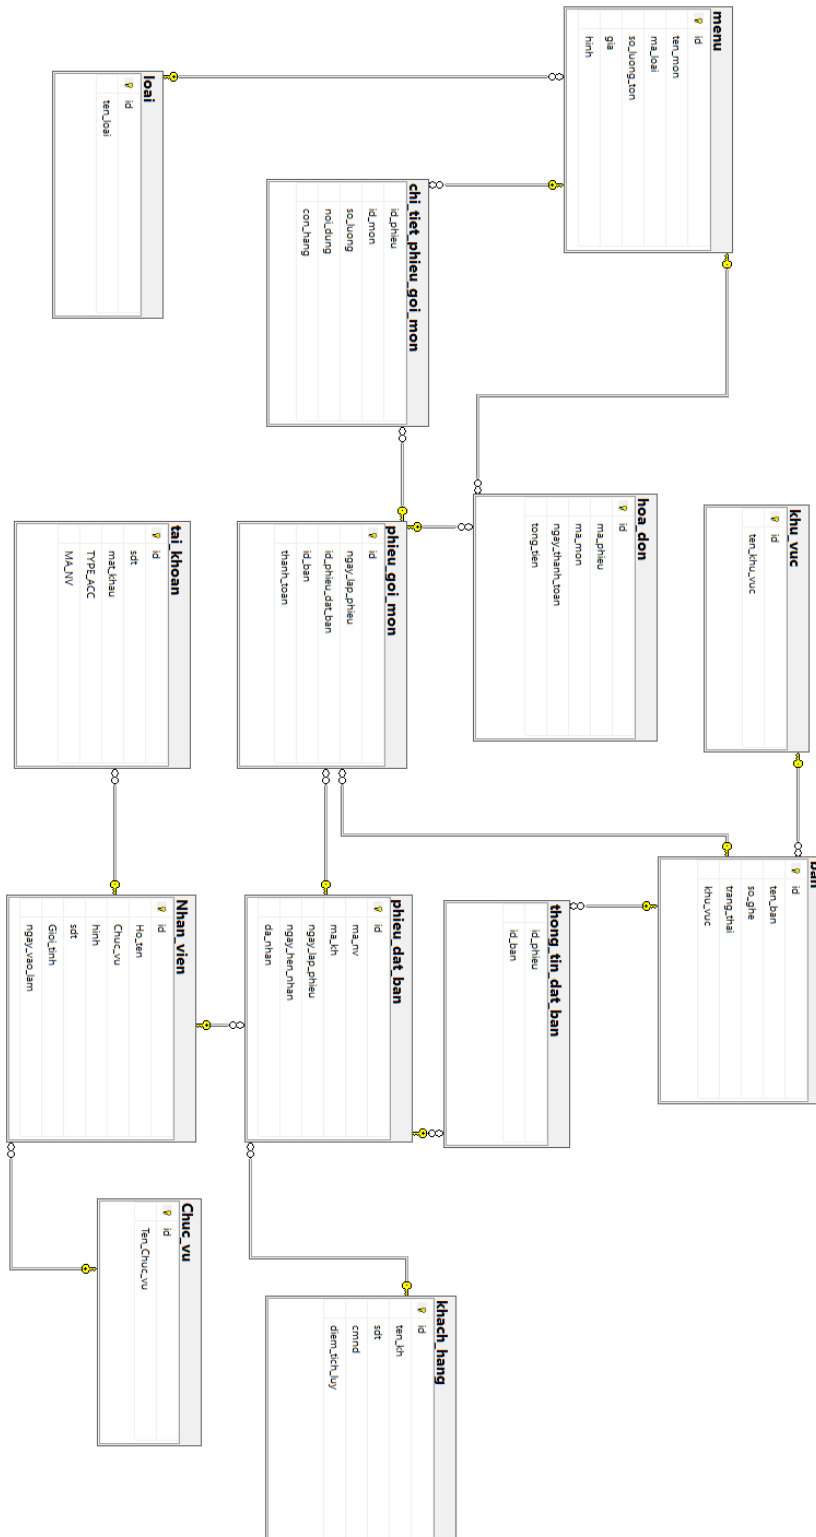 menu
id
ten_mon
ma_loai
so_luong_ton
gia
hinh
loai
id
ten_loai
chi_tiet_phieu_goi_mon
id_phieu
id_mon
so_luong
noi_dung
con_hang
khu_vuc
id
ten_khu_vuc
hoa_don
id
ma_phieu
ma_mon
ngay_thanh_toan
tong_tien
phieu_goi_mon
id
ngay_lap_phieu
id_phieu_dat_ban
id_ban
thanh_toan
tai_khoan
id
sdt
mat_khau
TYPE_ACC
MA_NV
ban
id
ten_ban
so_ghe
trang_thai
khu_vuc
thong_tin_dat_ban
id_phieu
id_ban
phieu_dat_ban
id
ma_nv
ma_kh
ngay_lap_phieu
ngay_hen_nhan
da_nhan
Nhan_vien
id
Ho_ten
Chuc_vu
hinh
sdt
Gioi_tinh
ngay_vao_lam
Chuc_vu
id
Ten_Chuc_vu
khach_hang
id
ten_kh
sdt
cmnd
diem_tich_luy